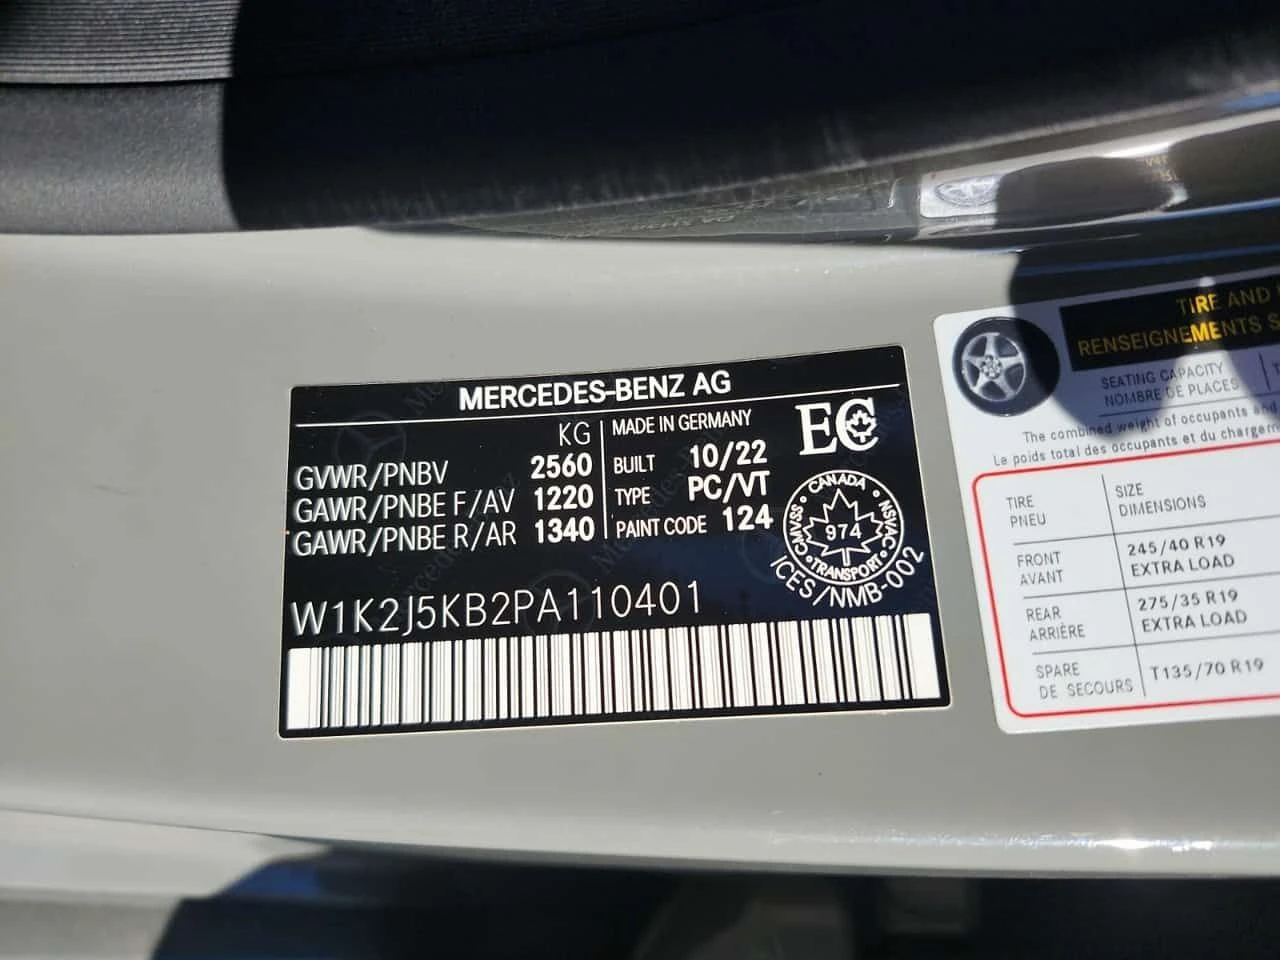 MERCEDES-BENZ AG
KG
GVWR/PNBV 2560
GAWR/PNBE F/AV 1220
GAWR/PNBE R/AR 1340
MADE IN GERMANY
BUILT 10/22
TYPE PC/VT
PAINT CODE 124
EC
CANADA
CMVSS 974 NSVAC
TRANSPORT
ICES/NMB-002
W1K2J5KB2PA110401
TIRE AND
RENSEIGNEMENTS S
SEATING CAPACITY
NOMBRE DE PLACES
The combined weight of occupants and
Le poids total des occupants et du chargem
TIRE SIZE
PNEU DIMENSIONS
FRONT 245/40 R19
AVANT EXTRA LOAD
REAR 275/35 R19
ARRIÈRE EXTRA LOAD
SPARE T135/70 R19
DE SECOURS